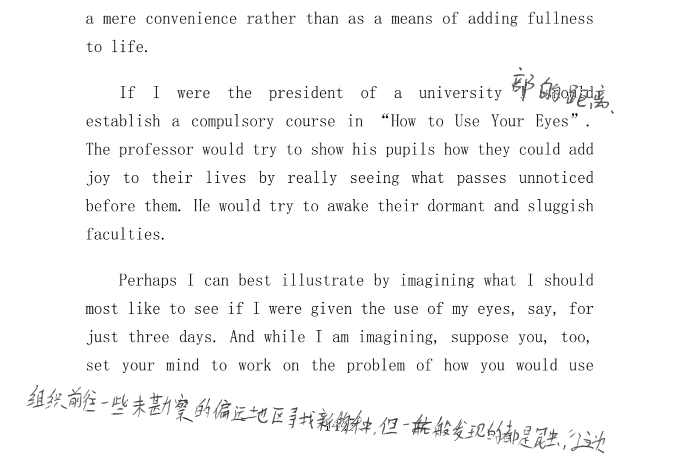 a mere convenience rather than as a means of adding fullness
to life.
部的距离、
If I were the president of a university I should
establish a compulsory course in “How to Use Your Eyes”.
The professor would try to show his pupils how they could add
joy to their lives by really seeing what passes unnoticed
before them. He would try to awake their dormant and sluggish
faculties.
Perhaps I can best illustrate by imagining what I should
most like to see if I were given the use of my eyes, say, for
just three days. And while I am imagining, suppose you, too,
set your mind to work on the problem of how you would use
组织前往一些未勘察的偏远地区寻找新物种,但一般发现的都是昆虫,